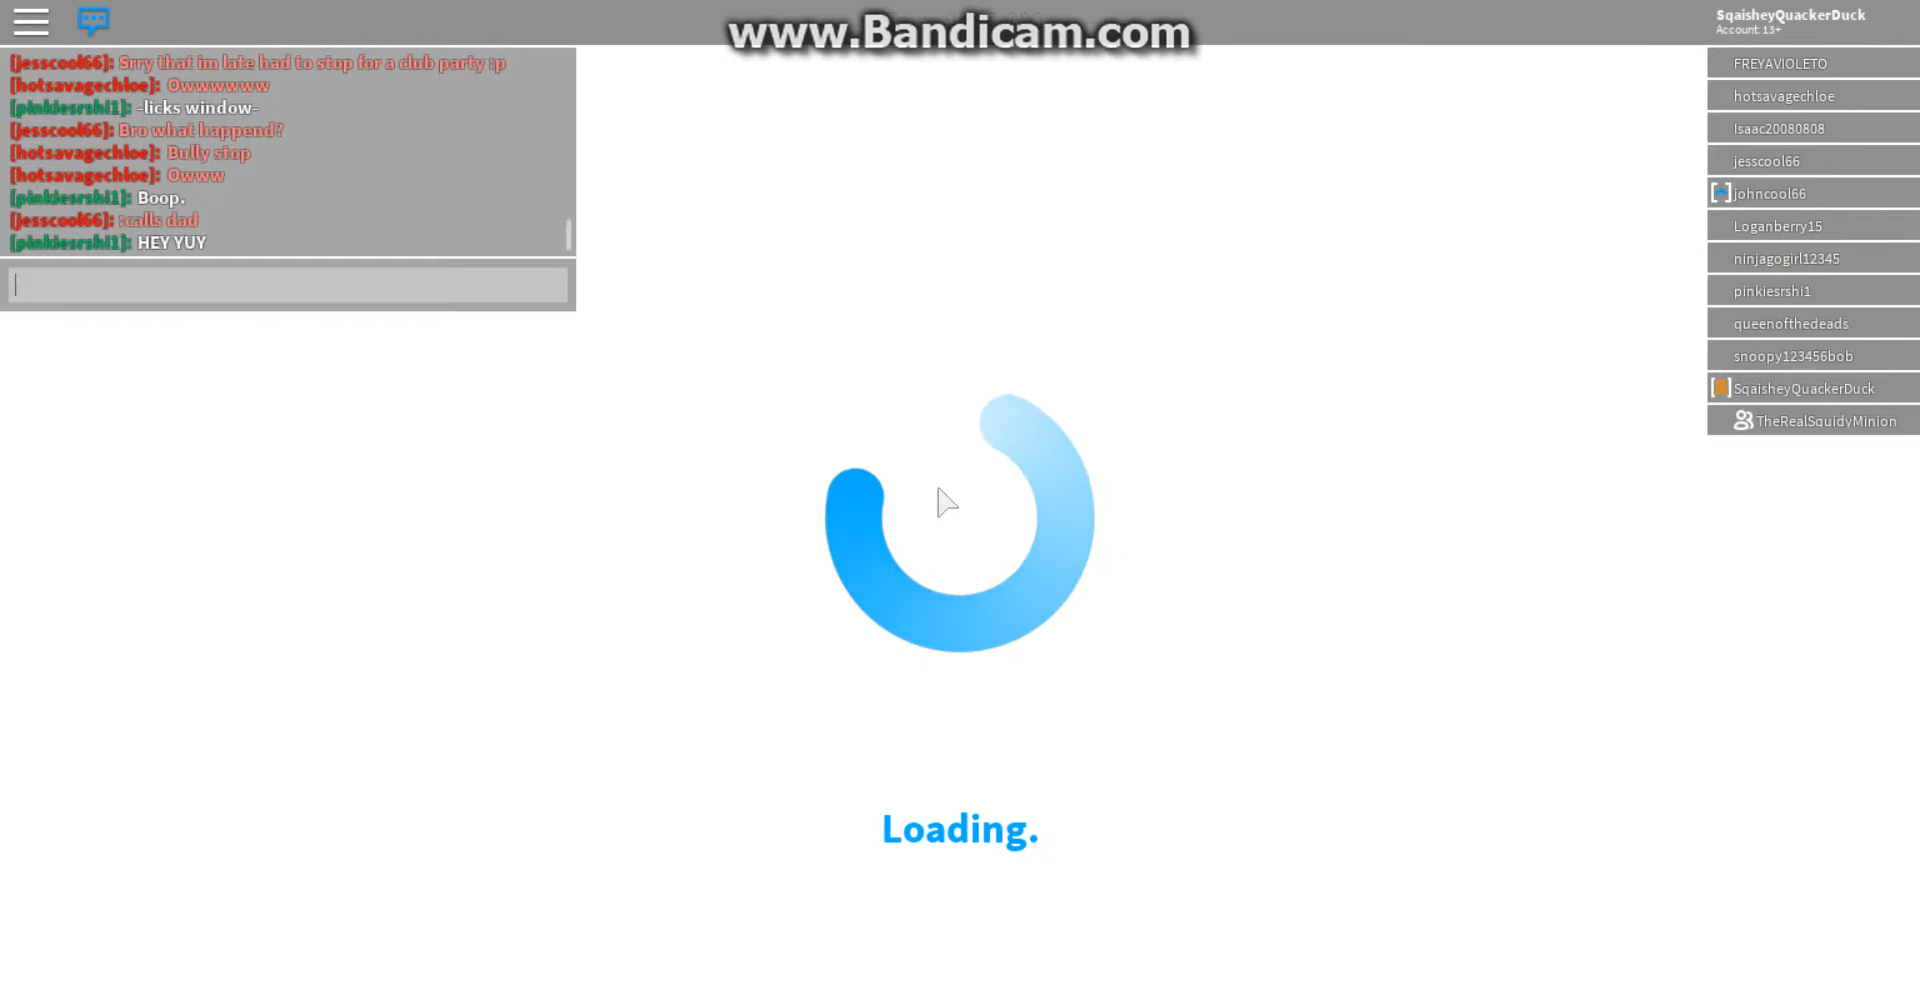 www.Bandicam.com
SqaisheyQuackerDuck
Account: 13+
[jesscool66]: Srry that im late had to stop for a club party :p
[hotsavagechloe]: Owwwwwww
[pinkiesrshi1]: -licks window-
[jesscool66]: Bro what happend?
[hotsavagechloe]: Bully stop
[hotsavagechloe]: Owww
[pinkiesrshi1]: Boop.
[jesscool66]: :calls dad
[pinkiesrshi1]: HEY YUY
FREYAVIOLETO
hotsavagechloe
Isaac20080808
jesscool66
johncool66
Loganberry15
ninjagogirl12345
pinkiesrshi1
queenofthedeads
snoopy123456bob
SqaisheyQuackerDuck
TheRealSquidyMinion
Loading.